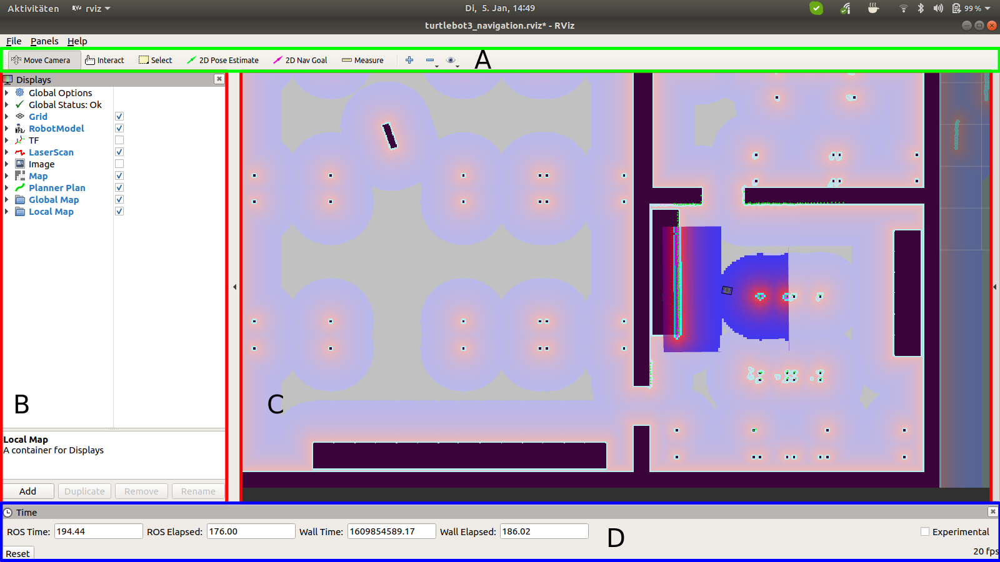 Aktivitäten RViz rviz Di, 5. Jan, 14:49 99 %
turtlebot3_navigation.rviz* - RViz
File Panels Help
Move Camera Interact Select 2D Pose Estimate 2D Nav Goal Measure A
Displays
Global Options
Global Status: Ok
Grid
RobotModel
TF
LaserScan
Image
Map
Planner Plan
Global Map
Local Map
B
C
Local Map
A container for Displays
Add Duplicate Remove Rename
Time
ROS Time: 194.44 ROS Elapsed: 176.00 Wall Time: 1609854589.17 Wall Elapsed: 186.02 D Experimental
Reset 20 fps